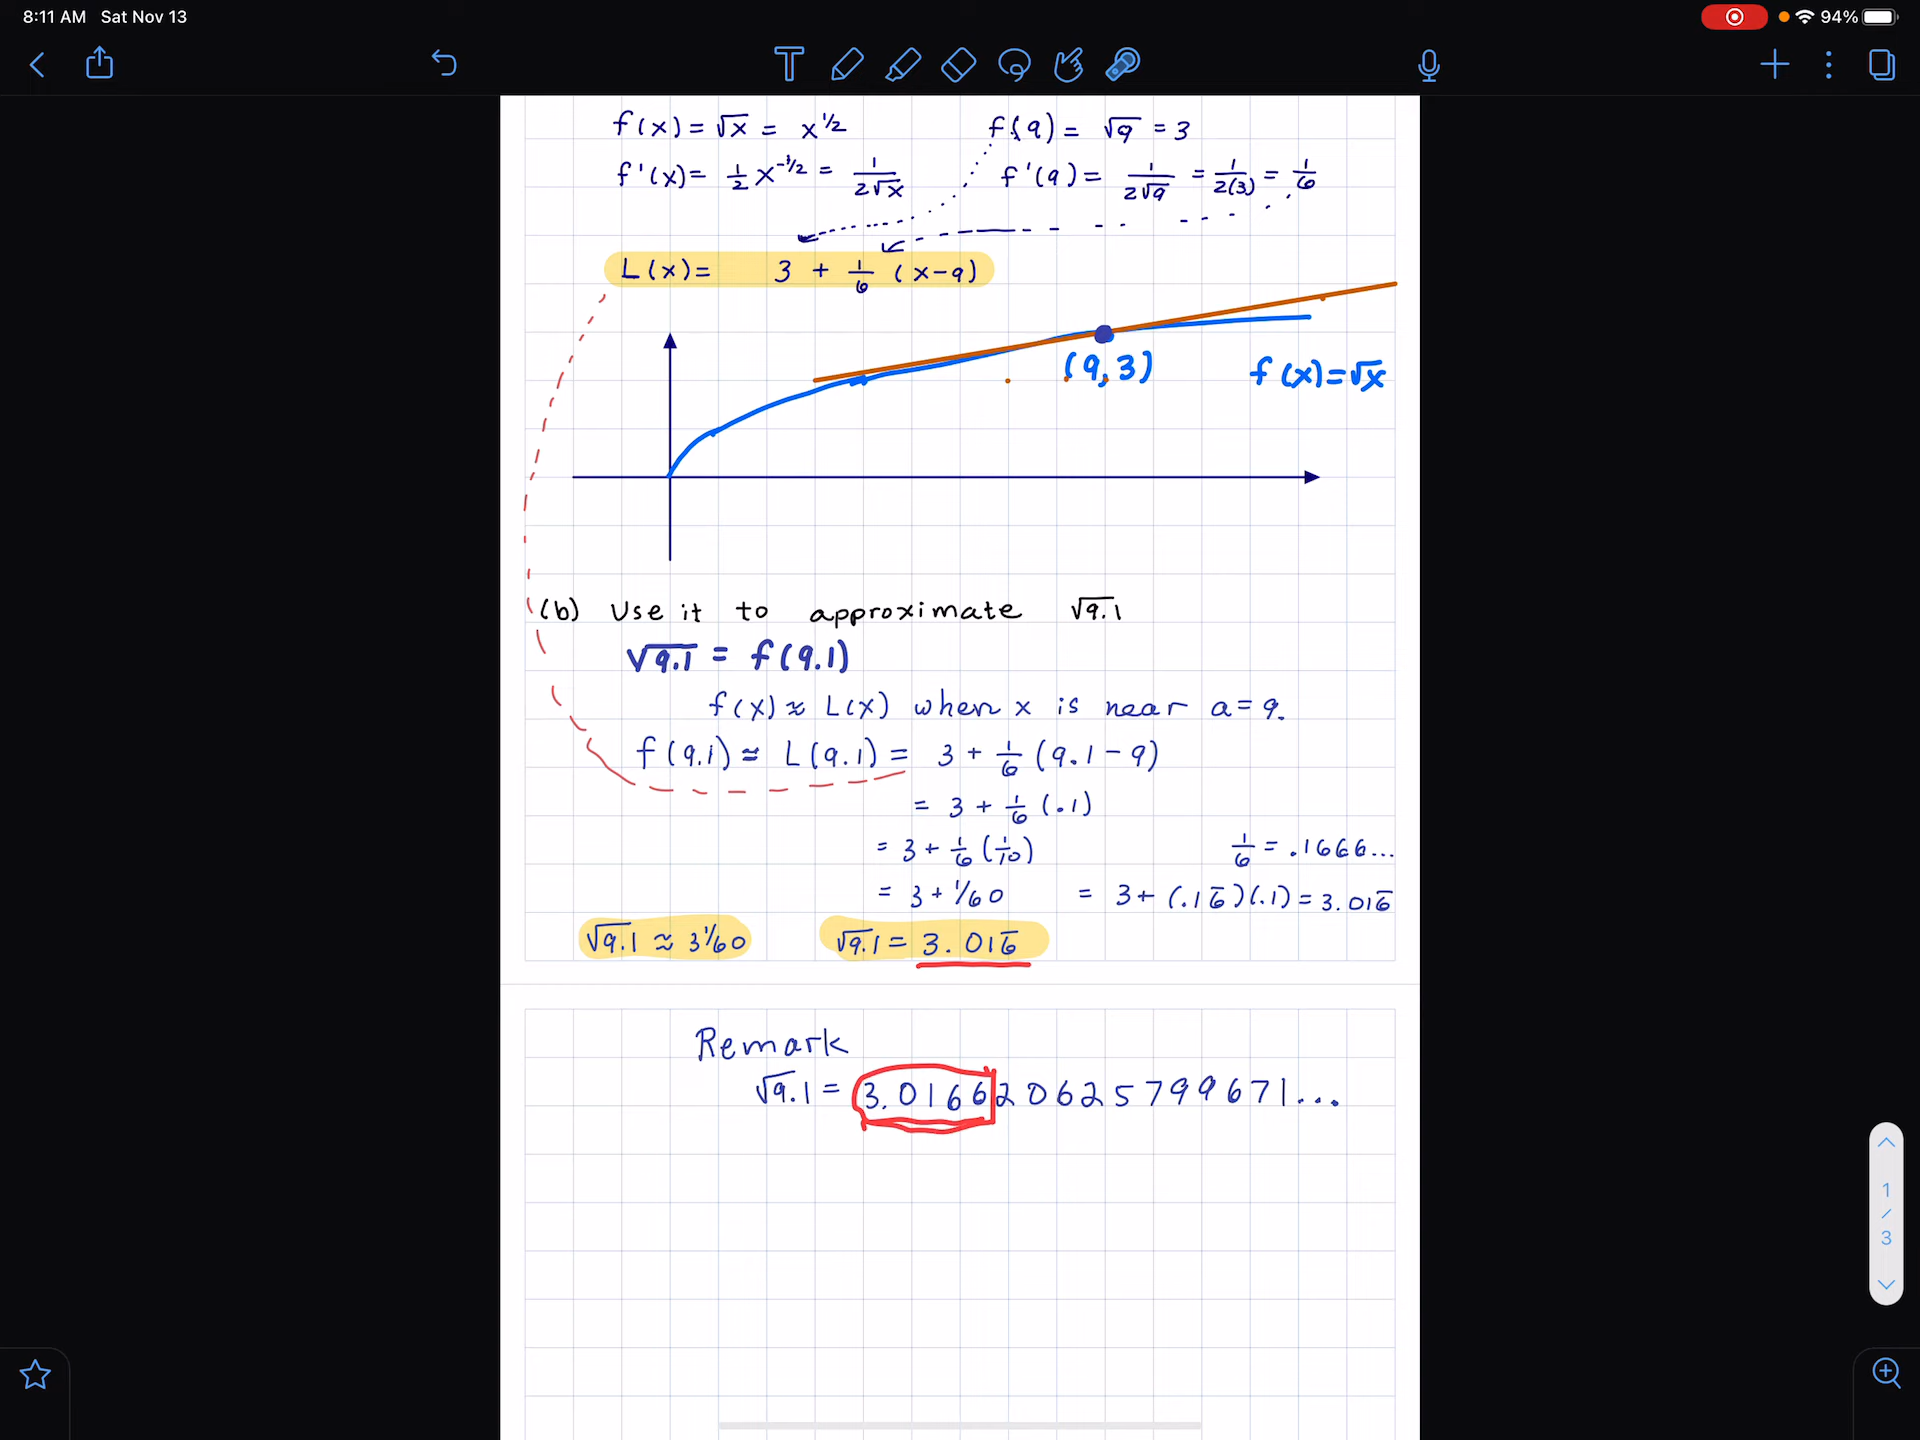 8:11 AM Sat Nov 13
94%
T
f(x) = √x = x^1/2
f(9) = √9 = 3
f'(x) = 1/2 x^-1/2 = 1/(2√x)
f'(9) = 1/(2√9) = 1/2(3) = 1/6
L(x) = 3 + 1/6 (x-9)
(9,3)
f(x)=√x
(b) Use it to approximate √9.1
√9.1 = f(9.1)
f(x) ≈ L(x) when x is near a=9.
f(9.1) ≈ L(9.1) = 3 + 1/6 (9.1-9)
= 3 + 1/6 (.1)
= 3 + 1/6 (1/10)
1/6 = .1666...
= 3 + 1/60
= 3 + (.16̅)(.1) = 3.016̅
√9.1 ≈ 3 1/60
√9.1 = 3.016̅
Remark
√9.1 = 3.01662062579967 1...
1
/
3